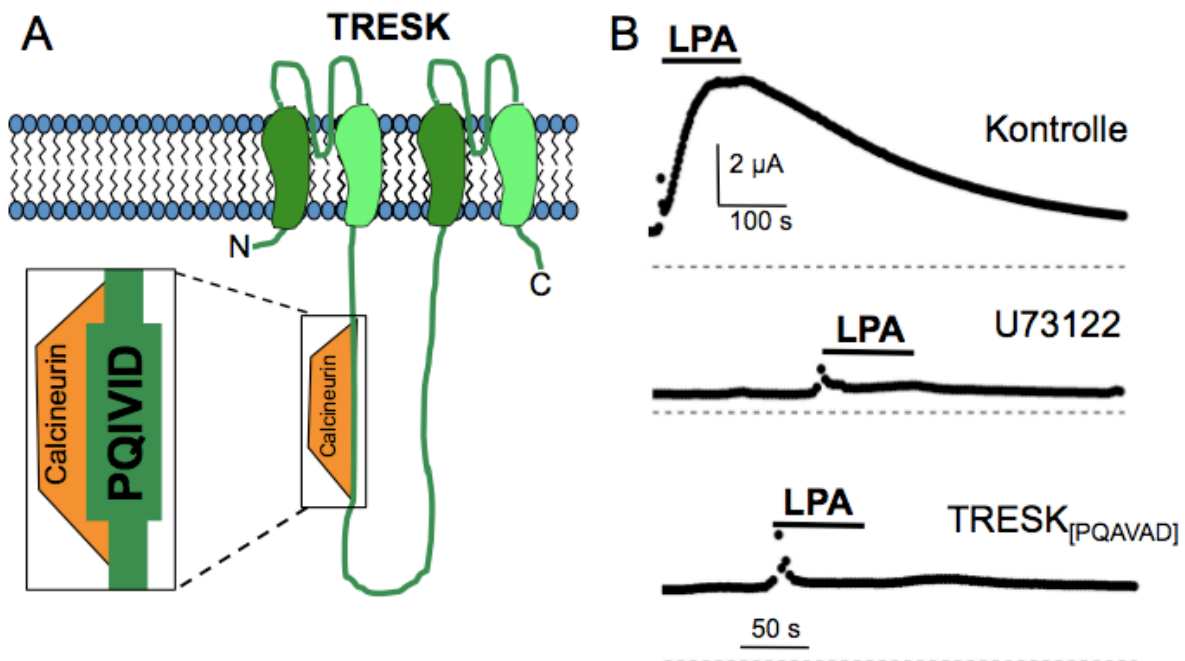 A
TRESK
N
C
Calcineurin
PQIVID
Calcineurin
B
LPA
Kontrolle
2 µA
100 s
LPA
U73122
LPA
TRESK[PQAVAD]
50 s